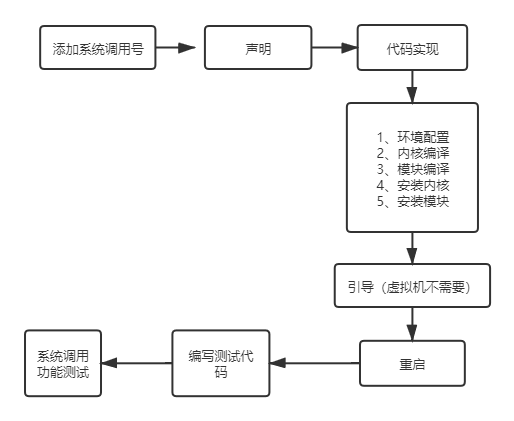 添加系统调用号
声明
代码实现
1、环境配置
2、内核编译
3、模块编译
4、安装内核
5、安装模块
引导（虚拟机不需要）
重启
编写测试代
码
系统调用
功能测试